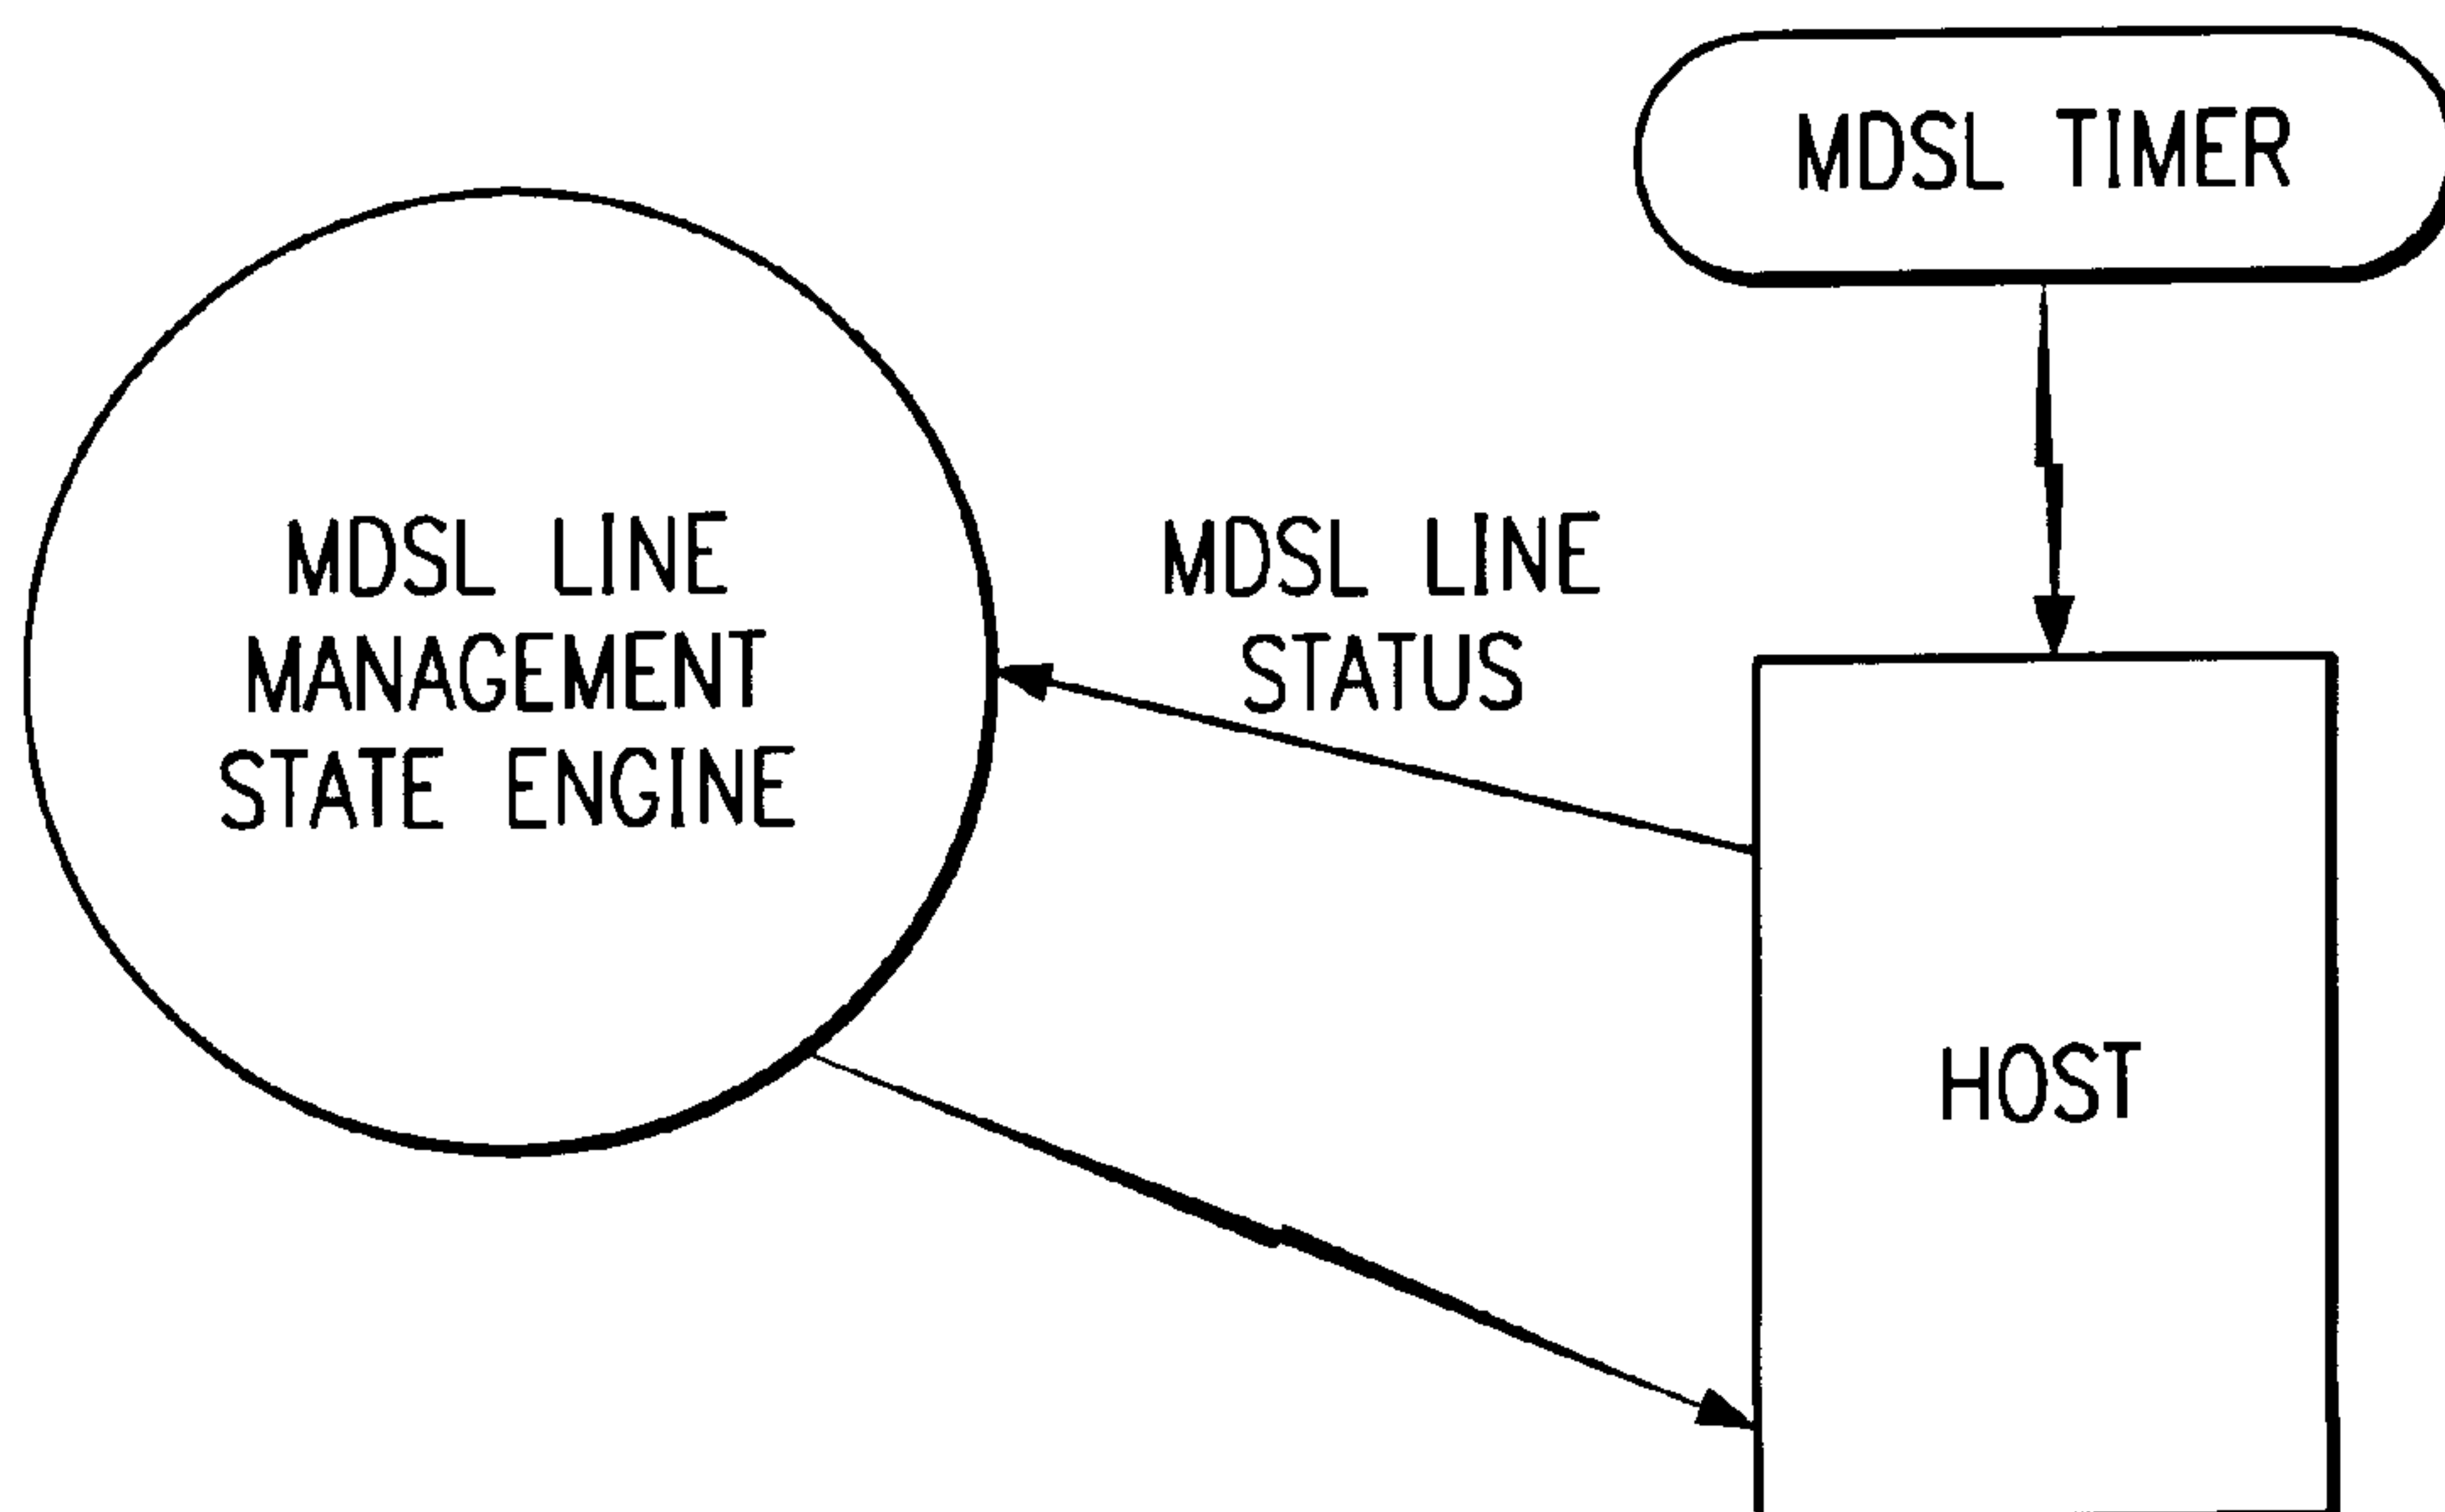 MDSL TIMER
MDSL LINE
MANAGEMENT
STATE ENGINE
MDSL LINE
STATUS
HOST